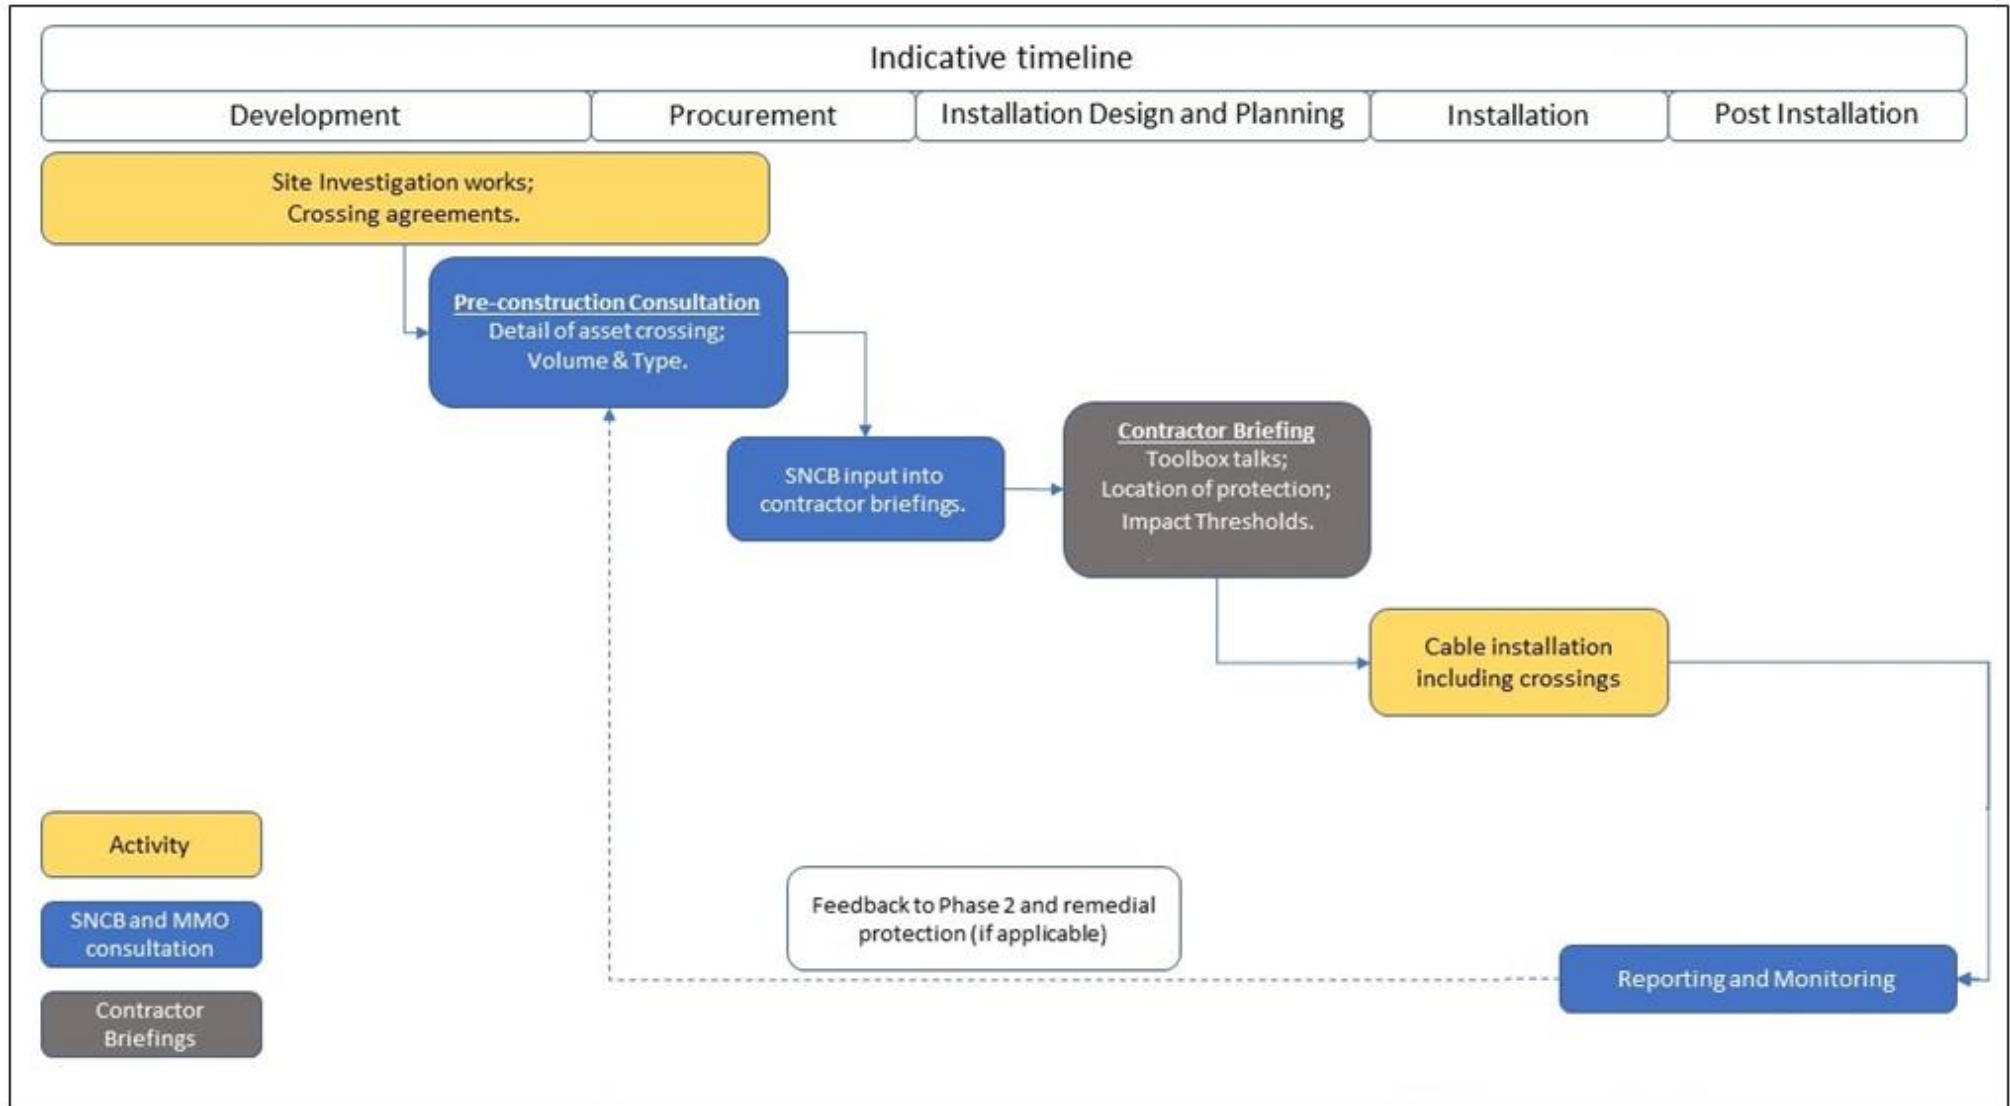 Indicative timeline
Development
Procurement
Installation Design and Planning
Installation
Post Installation
Site Investigation works;
Crossing agreements.
Pre-construction Consultation
Detail of asset crossing;
Volume & Type.
SNCB input into
contractor briefings.
Contractor Briefing
Toolbox talks;
Location of protection;
Impact Thresholds.
Cable installation
including crossings
Activity
SNCB and MMO
consultation
Contractor
Briefings
Feedback to Phase 2 and remedial
protection (if applicable)
Reporting and Monitoring